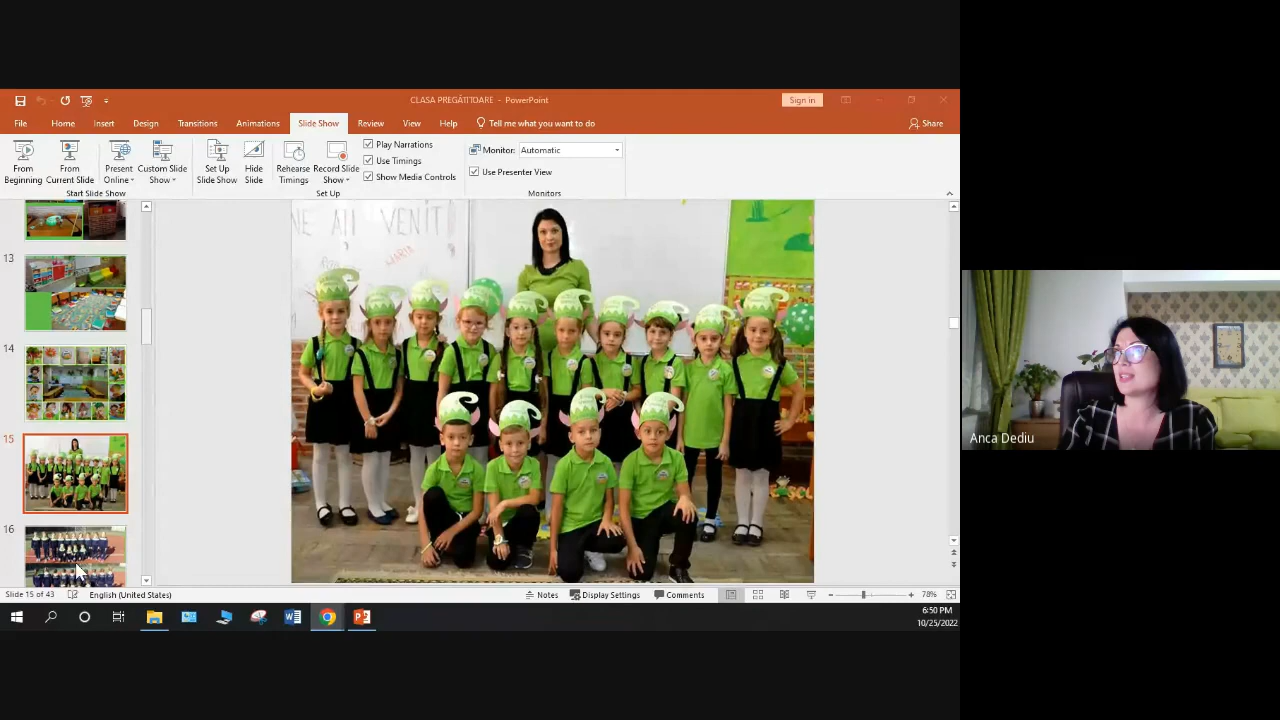 CLASA PREGĂTITOARE - PowerPoint
Sign in
File Home Insert Design Transitions Animations Slide Show Review View Help Tell me what you want to do Share
From Beginning
From Current Slide
Present Online
Custom Slide Show
Set Up Slide Show
Hide Slide
Rehearse Timings
Record Slide Show
Play Narrations
Use Timings
Show Media Controls
Monitor: Automatic
Use Presenter View
Start Slide Show
Set Up
Monitors
13
14
15
16
NE AȚI VENIT!
MARIA
Anca Dediu
Slide 15 of 43 English (United States) Notes Display Settings Comments 78%
6:50 PM
10/25/2022